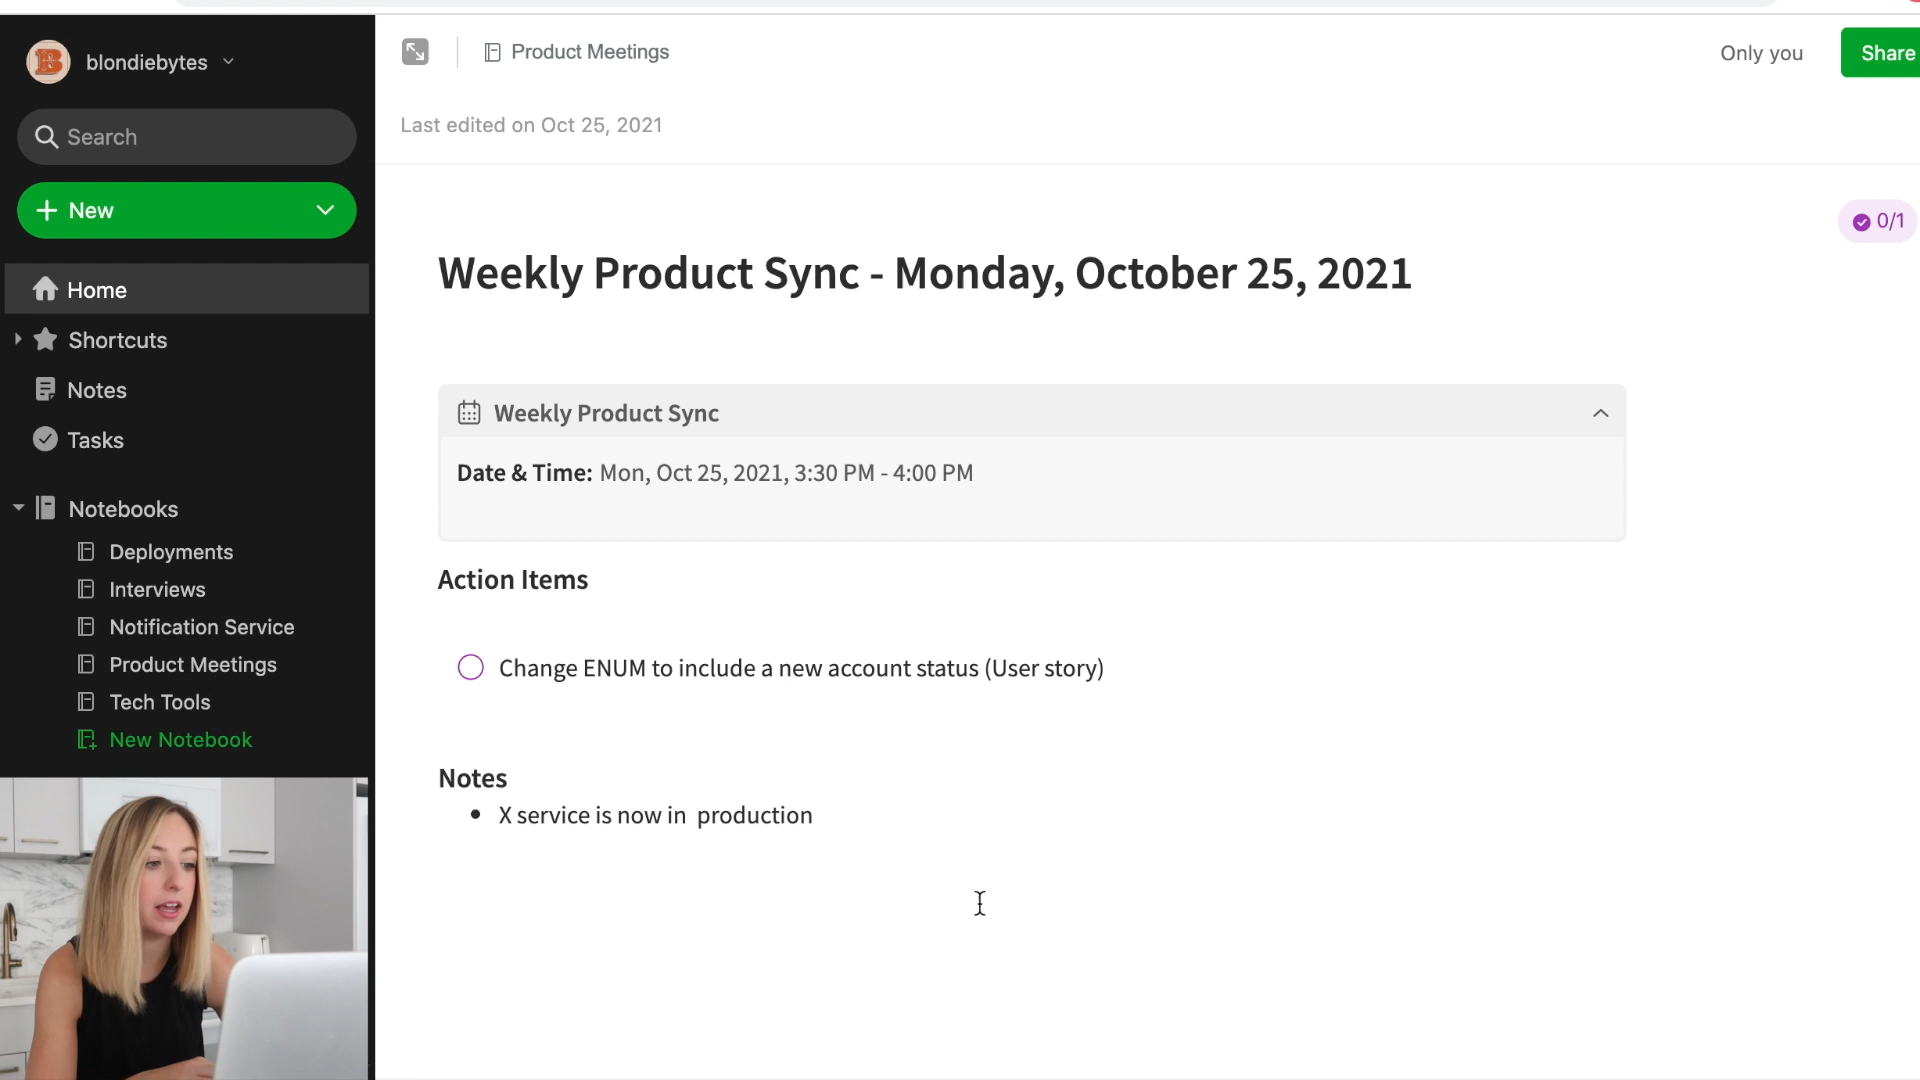 blondiebytes
Search
New
Home
Shortcuts
Notes
Tasks
Notebooks
Deployments
Interviews
Notification Service
Product Meetings
Tech Tools
New Notebook
Product Meetings
Only you
Share
Last edited on Oct 25, 2021
0/1
Weekly Product Sync - Monday, October 25, 2021
Weekly Product Sync
Date & Time: Mon, Oct 25, 2021, 3:30 PM - 4:00 PM
Action Items
Change ENUM to include a new account status (User story)
Notes
• X service is now in production